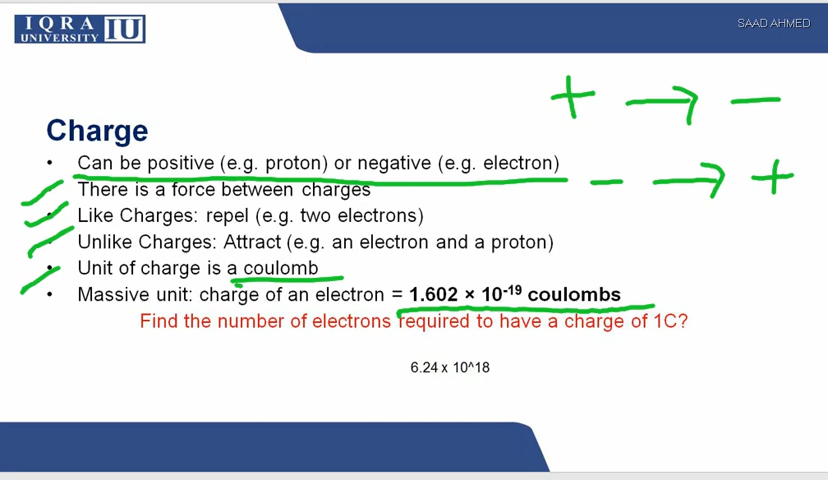 IQRA
UNIVERSITY IU
SAAD AHMED
+ → −
Charge
• Can be positive (e.g. proton) or negative (e.g. electron)
− → +
There is a force between charges
• Like Charges: repel (e.g. two electrons)
• Unlike Charges: Attract (e.g. an electron and a proton)
• Unit of charge is a coulomb
• Massive unit: charge of an electron = 1.602 × 10⁻¹⁹ coulombs
Find the number of electrons required to have a charge of 1C?
6.24 x 10^18